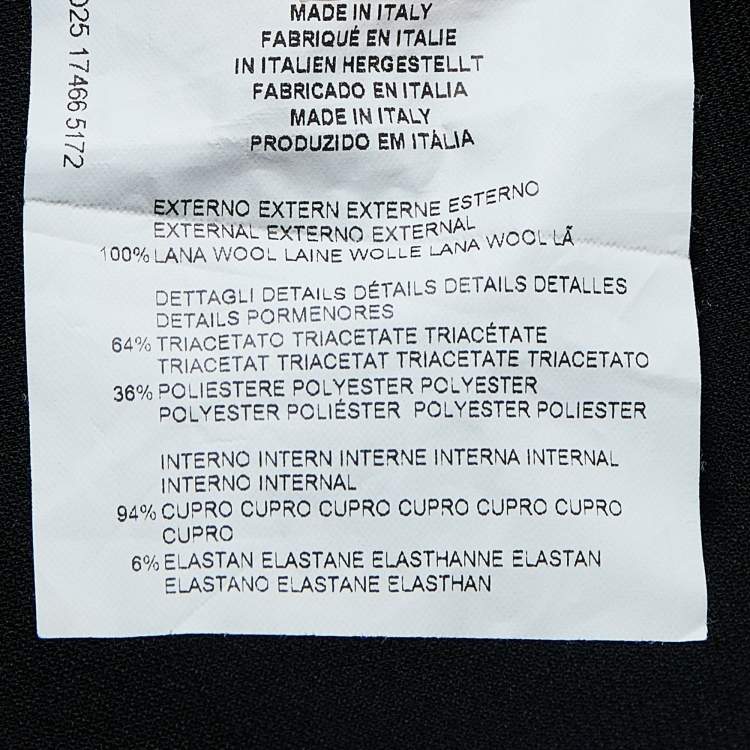 025 17466 5172
MADE IN ITALY
FABRIQUÉ EN ITALIE
IN ITALIEN HERGESTELLT
FABRICADO EN ITALIA
MADE IN ITALY
PRODUZIDO EM ITÁLIA
EXTERNO EXTERN EXTERNE ESTERNO
EXTERNAL EXTERNO EXTERNAL
100% LANA WOOL LAINE WOLLE LANA WOOL LÃ
DETTAGLI DETAILS DÉTAILS DETAILS DETALLES
DETAILS PORMENORES
64% TRIACETATO TRIACETATE TRIACÉTATE
TRIACETAT TRIACETAT TRIACETATE TRIACETATO
36% POLIESTERE POLYESTER POLYESTER
POLYESTER POLIÉSTER POLYESTER POLIESTER
INTERNO INTERN INTERNE INTERNA INTERNAL
INTERNO INTERNAL
94% CUPRO CUPRO CUPRO CUPRO CUPRO CUPRO
CUPRO
6% ELASTAN ELASTANE ELASTHANNE ELASTAN
ELASTANO ELASTANE ELASTHAN